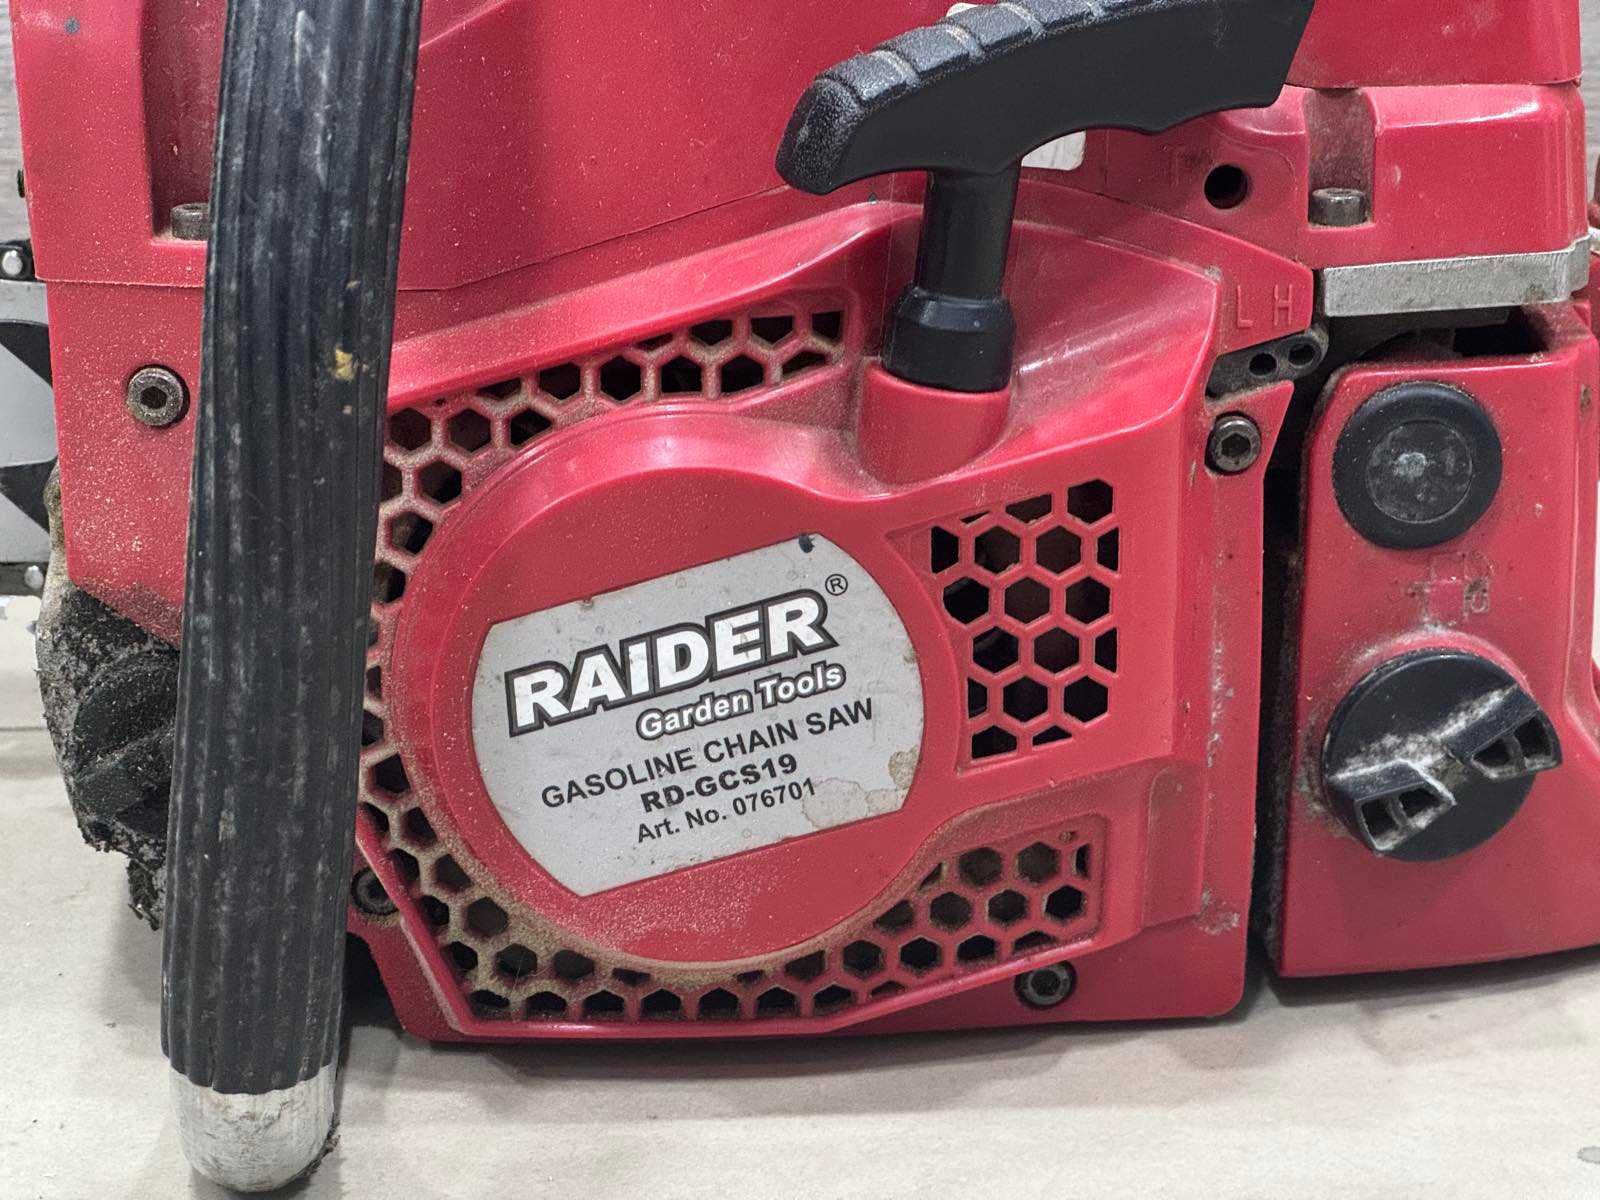 L H
RAIDER®
Garden Tools
GASOLINE CHAIN SAW
RD-GCS19
Art. No. 076701